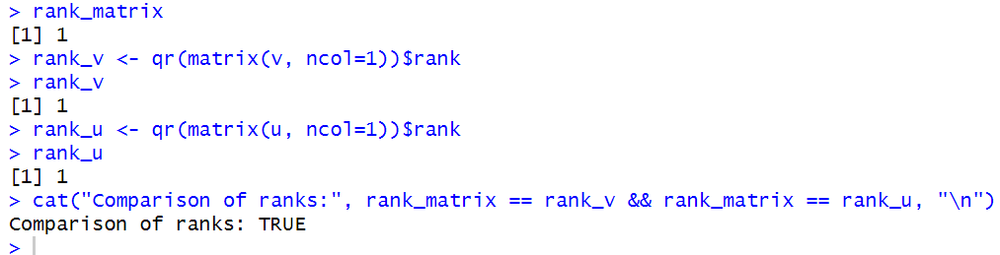 > rank_matrix
[1] 1
> rank_v <- qr(matrix(v, ncol=1))$rank
> rank_v
[1] 1
> rank_u <- qr(matrix(u, ncol=1))$rank
> rank_u
[1] 1
> cat("Comparison of ranks:", rank_matrix == rank_v && rank_matrix == rank_u, "\n")
Comparison of ranks: TRUE
>